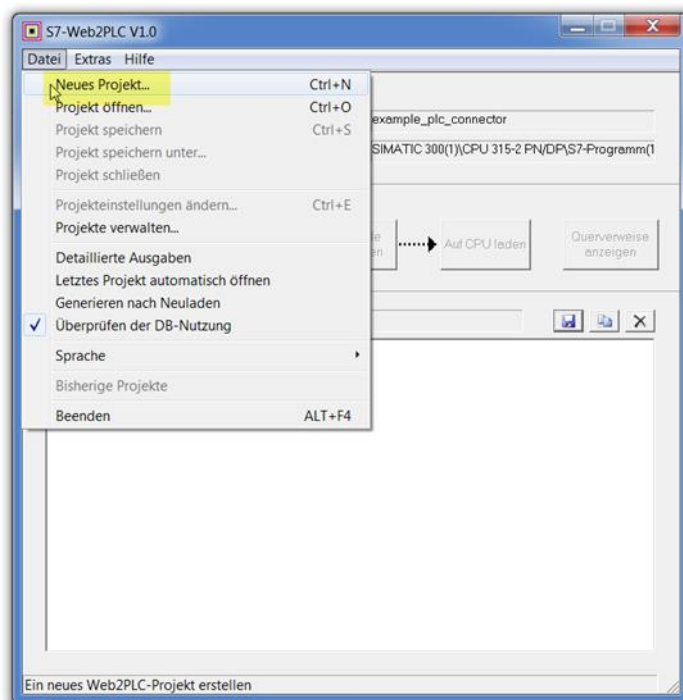 S7-Web2PLC V1.0
Datei Extras Hilfe
Neues Projekt... Ctrl+N
Projekt öffnen... Ctrl+O
Projekt speichern Ctrl+S
Projekt speichern unter...
Projekt schließen
Projekteinstellungen ändern... Ctrl+E
Projekte verwalten...
Detaillierte Ausgaben
Letztes Projekt automatisch öffnen
Generieren nach Neuladen
Überprüfen der DB-Nutzung
Sprache
Bisherige Projekte
Beenden ALT+F4
example_plc_connector
SIMATIC 300(1)\CPU 315-2 PN/DP\S7-Programm(1
Auf CPU laden
Querverweise
anzeigen
Ein neues Web2PLC-Projekt erstellen